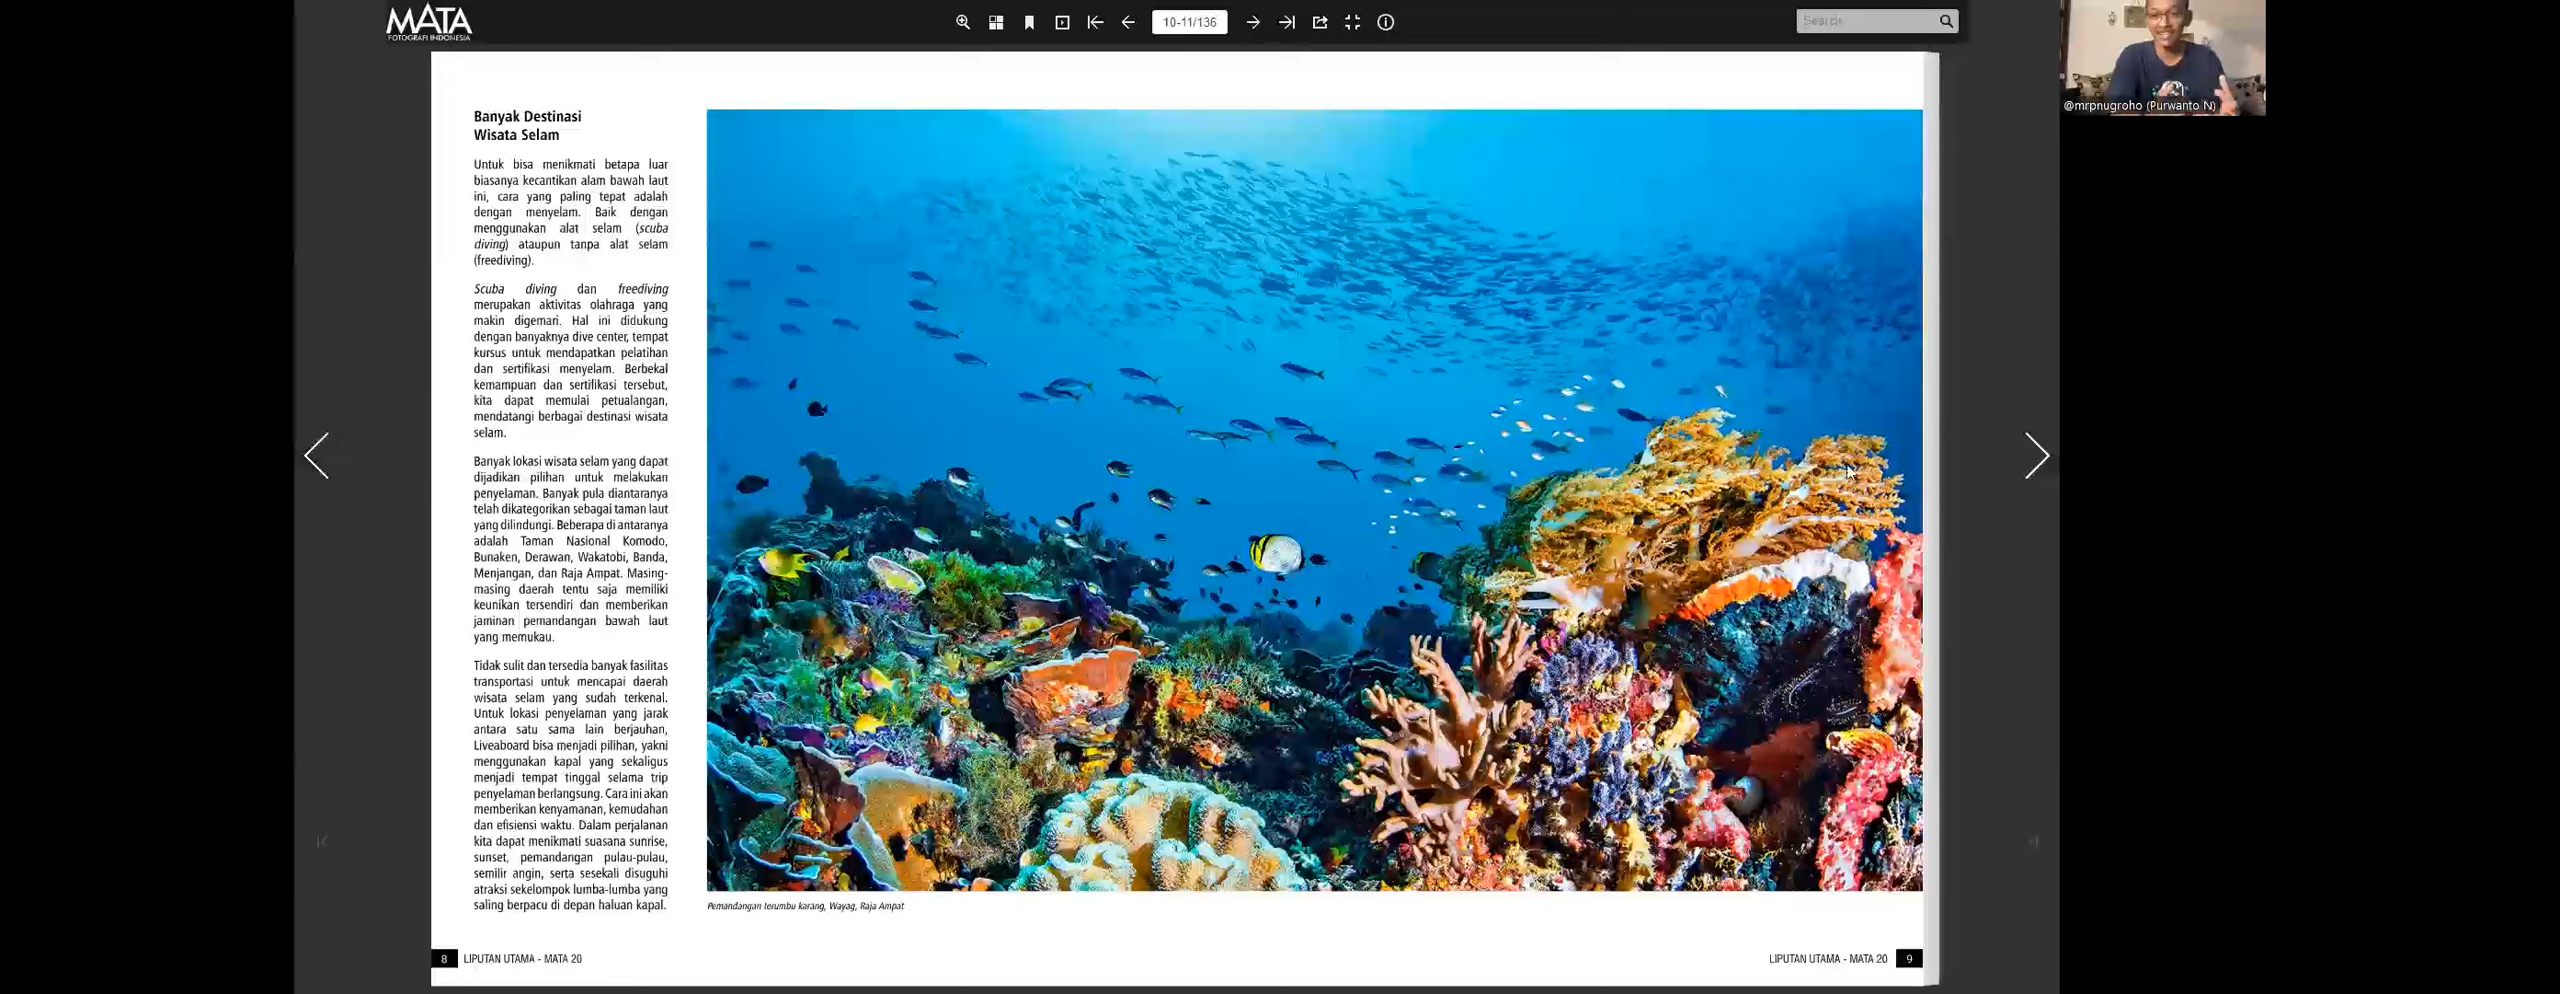 MATA
FOTOGRAFI INDONESIA
10-11/136
Search
@mrpnugroho (Purwanto N)
Banyak Destinasi
Wisata Selam
Untuk bisa menikmati betapa luar
biasanya kecantikan alam bawah laut
ini, cara yang paling tepat adalah
dengan menyelam. Baik dengan
menggunakan alat selam (scuba
diving) ataupun tanpa alat selam
(freediving).
Scuba diving dan freediving
merupakan aktivitas olahraga yang
makin digemari. Hal ini didukung
dengan banyaknya dive center, tempat
kursus untuk mendapatkan pelatihan
dan sertifikasi menyelam. Berbekal
kemampuan dan sertifikasi tersebut,
kita dapat memulai petualangan,
mendatangi berbagai destinasi wisata
selam.
Banyak lokasi wisata selam yang dapat
dijadikan pilihan untuk melakukan
penyelaman. Banyak pula diantaranya
telah dikategorikan sebagai taman laut
yang dilindungi. Beberapa di antaranya
adalah Taman Nasional Komodo,
Bunaken, Derawan, Wakatobi, Banda,
Menjangan, dan Raja Ampat. Masing-
masing daerah tentu saja memiliki
keunikan tersendiri dan memberikan
jaminan pemandangan bawah laut
yang memukau.
Tidak sulit dan tersedia banyak fasilitas
transportasi untuk mencapai daerah
wisata selam yang sudah terkenal.
Untuk lokasi penyelaman yang jarak
antara satu sama lain berjauhan,
Liveaboard bisa menjadi pilihan, yakni
menggunakan kapal yang sekaligus
menjadi tempat tinggal selama trip
penyelaman berlangsung. Cara ini akan
memberikan kenyamanan, kemudahan
dan efisiensi waktu. Dalam perjalanan
kita dapat menikmati suasana sunrise,
sunset, pemandangan pulau-pulau,
semilir angin, serta sesekali disuguhi
atraksi sekelompok lumba-lumba yang
saling berpacu di depan haluan kapal.
Pemandangan terumbu karang, Wayag, Raja Ampat
8 LIPUTAN UTAMA - MATA 20
LIPUTAN UTAMA - MATA 20 9